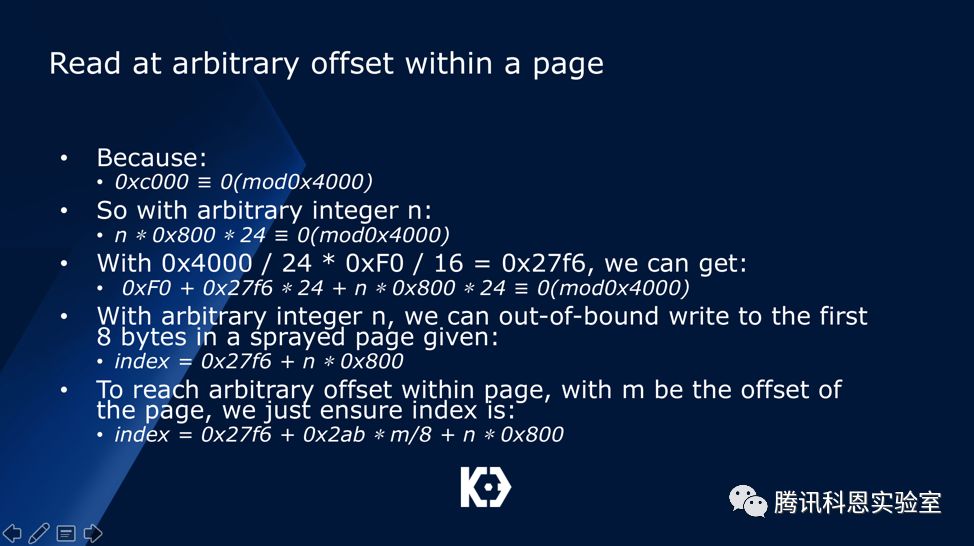 Read at arbitrary offset within a page
• Because:
• 0xc000 ≡ 0(mod0x4000)
• So with arbitrary integer n:
• n ∗ 0x800 ∗ 24 ≡ 0(mod0x4000)
• With 0x4000 / 24 * 0xF0 / 16 = 0x27f6, we can get:
• 0xF0 + 0x27f6 ∗ 24 + n ∗ 0x800 ∗ 24 ≡ 0(mod0x4000)
• With arbitrary integer n, we can out-of-bound write to the first
8 bytes in a sprayed page given:
• index = 0x27f6 + n ∗ 0x800
• To reach arbitrary offset within page, with m be the offset of
the page, we just ensure index is:
• index = 0x27f6 + 0x2ab ∗ m/8 + n ∗ 0x800
腾讯科恩实验室